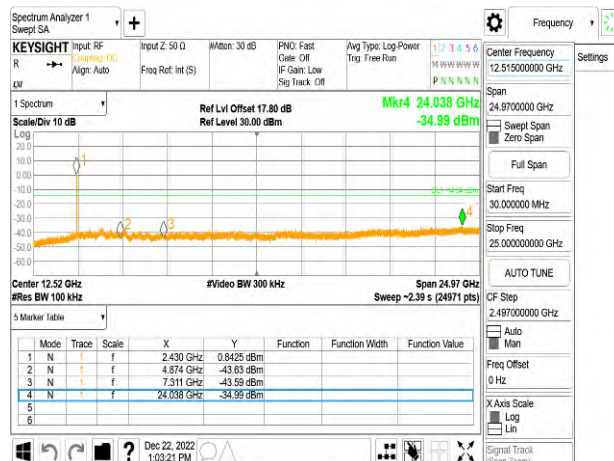 Spectrum Analyzer 1
Swept SA
Frequency
KEYSIGHT
Input: RF
Coupling: DC
Align: Auto
Input Z: 50 Ω
Freq Ref: Int (S)
#Atten: 30 dB
PNO: Fast
Gate: Off
IF Gain: Low
Sig Track: Off
Avg Type: Log-Power
Trig: Free Run
1 2 3 4 5 6
M W W W W W
P N N N N N
R
LXI
Settings
Center Frequency
12.515000000 GHz
Span
24.9700000 GHz
Swept Span
Zero Span
Full Span
Start Freq
30.000000 MHz
Stop Freq
25.000000000 GHz
AUTO TUNE
CF Step
2.497000000 GHz
Auto
Man
Freq Offset
0 Hz
X Axis Scale
Log
Lin
Signal Track
(Span Zoom)
1 Spectrum
Scale/Div 10 dB
Ref Lvl Offset 17.80 dB
Ref Level 30.00 dBm
Mkr4 24.038 GHz
-34.99 dBm
Log
20.0
10.0
0.00
-10.0
-20.0
-30.0
-40.0
-50.0
-60.0
1
2
3
4
Center 12.52 GHz
#Video BW 300 kHz
Span 24.97 GHz
#Res BW 100 kHz
Sweep ~2.39 s (24971 pts)
5 Marker Table
Mode Trace Scale X Y Function Function Width Function Value
1 N 1 f 2.430 GHz 0.8425 dBm
2 N 1 f 4.874 GHz -43.63 dBm
3 N 1 f 7.311 GHz -43.59 dBm
4 N 1 f 24.038 GHz -34.99 dBm
5
6
Dec 22, 2022
1:03:21 PM